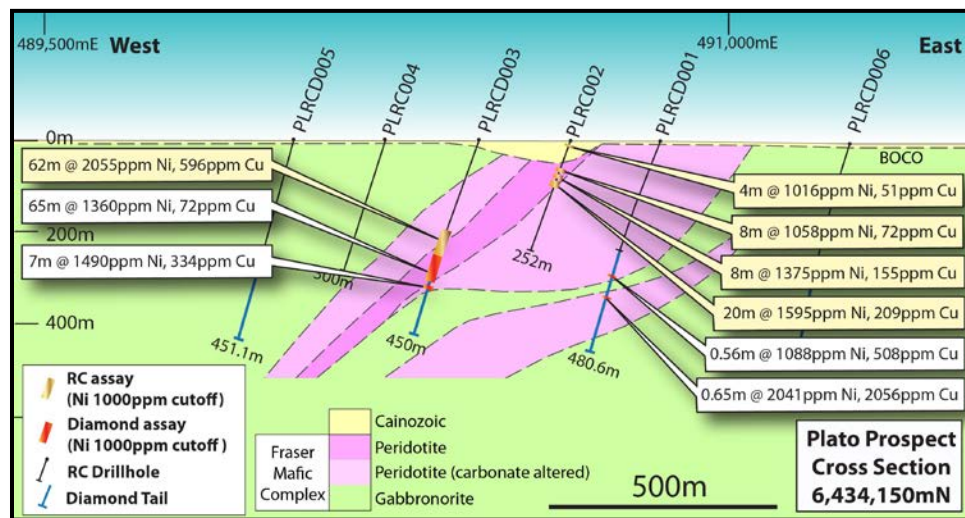 489,500mE
West
491,000mE
East
PLRCD005
PLRC004
PLRCD003
PLRC002
PLRCD001
PLRCD006
0m
BOCO
62m @ 2055ppm Ni, 596ppm Cu
65m @ 1360ppm Ni, 72ppm Cu
200m
7m @ 1490ppm Ni, 334ppm Cu
4m @ 1016ppm Ni, 51ppm Cu
8m @ 1058ppm Ni, 72ppm Cu
8m @ 1375ppm Ni, 155ppm Cu
20m @ 1595ppm Ni, 209ppm Cu
0.56m @ 1088ppm Ni, 508ppm Cu
0.65m @ 2041ppm Ni, 2056ppm Cu
252m
300m
400m
451.1m
450m
480.6m
RC assay
(Ni 1000ppm cutoff)
Diamond assay
(Ni 1000ppm cutoff )
RC Drillhole
Diamond Tail
Fraser
Mafic
Complex
Cainozoic
Peridotite
Peridotite (carbonate altered)
Gabbronorite
500m
Plato Prospect
Cross Section
6,434,150mN